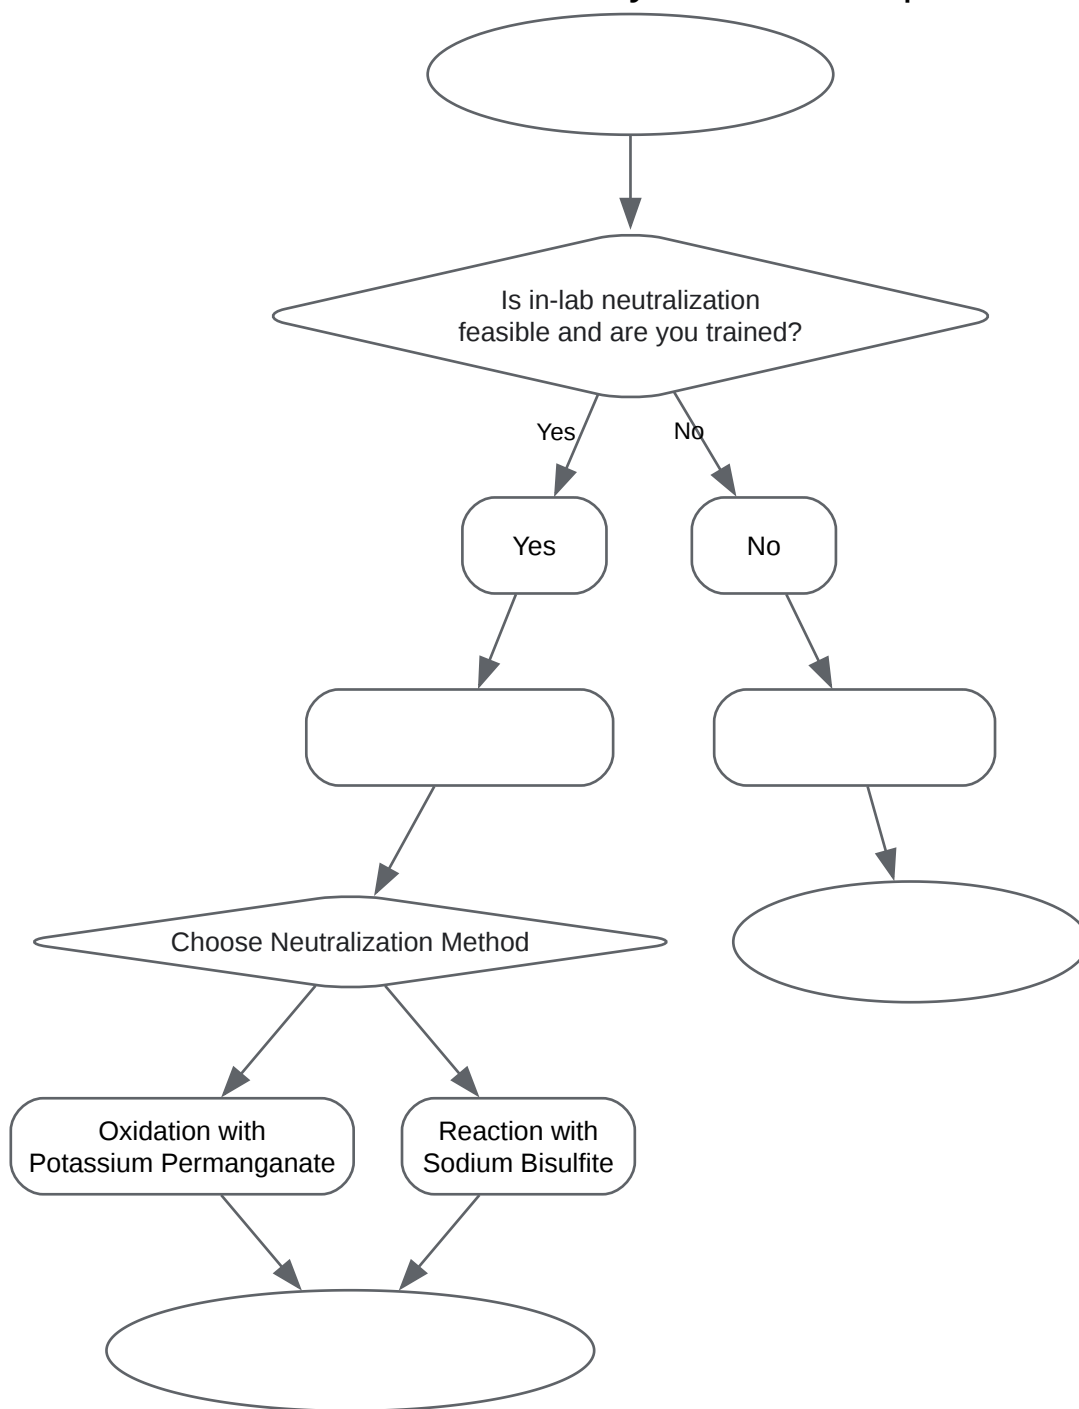 Is in-lab neutralization
feasible and are you trained?
Yes
No
Yes
No
Choose Neutralization Method
Oxidation with
Potassium Permanganate
Reaction with
Sodium Bisulfite